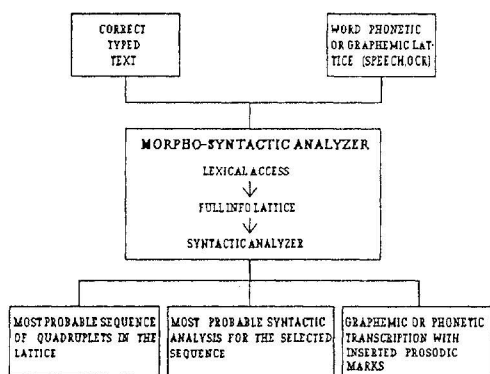 CORRECT
TYPED
TEXT
WORD PHONETIC
OR GRAPHEMIC LAT-
TICE (SPEECH,OCR)
MORPHO-SYNTACTIC ANALYZER
LEXICAL ACCESS
FULL INFO LATTICE
SYNTACTIC ANALYZER
MOST PROBABLE SEQUENCE
OF QUADRUPLETS IN THE
LATTICE
MOST PROBABLE SYNTACTIC
ANALYSIS FOR THE SELECTED
SEQUENCE
GRAPHEMIC OR PHONETIC
TRANSCRIPTION WITH
INSERTED PROSODIC
MARKS